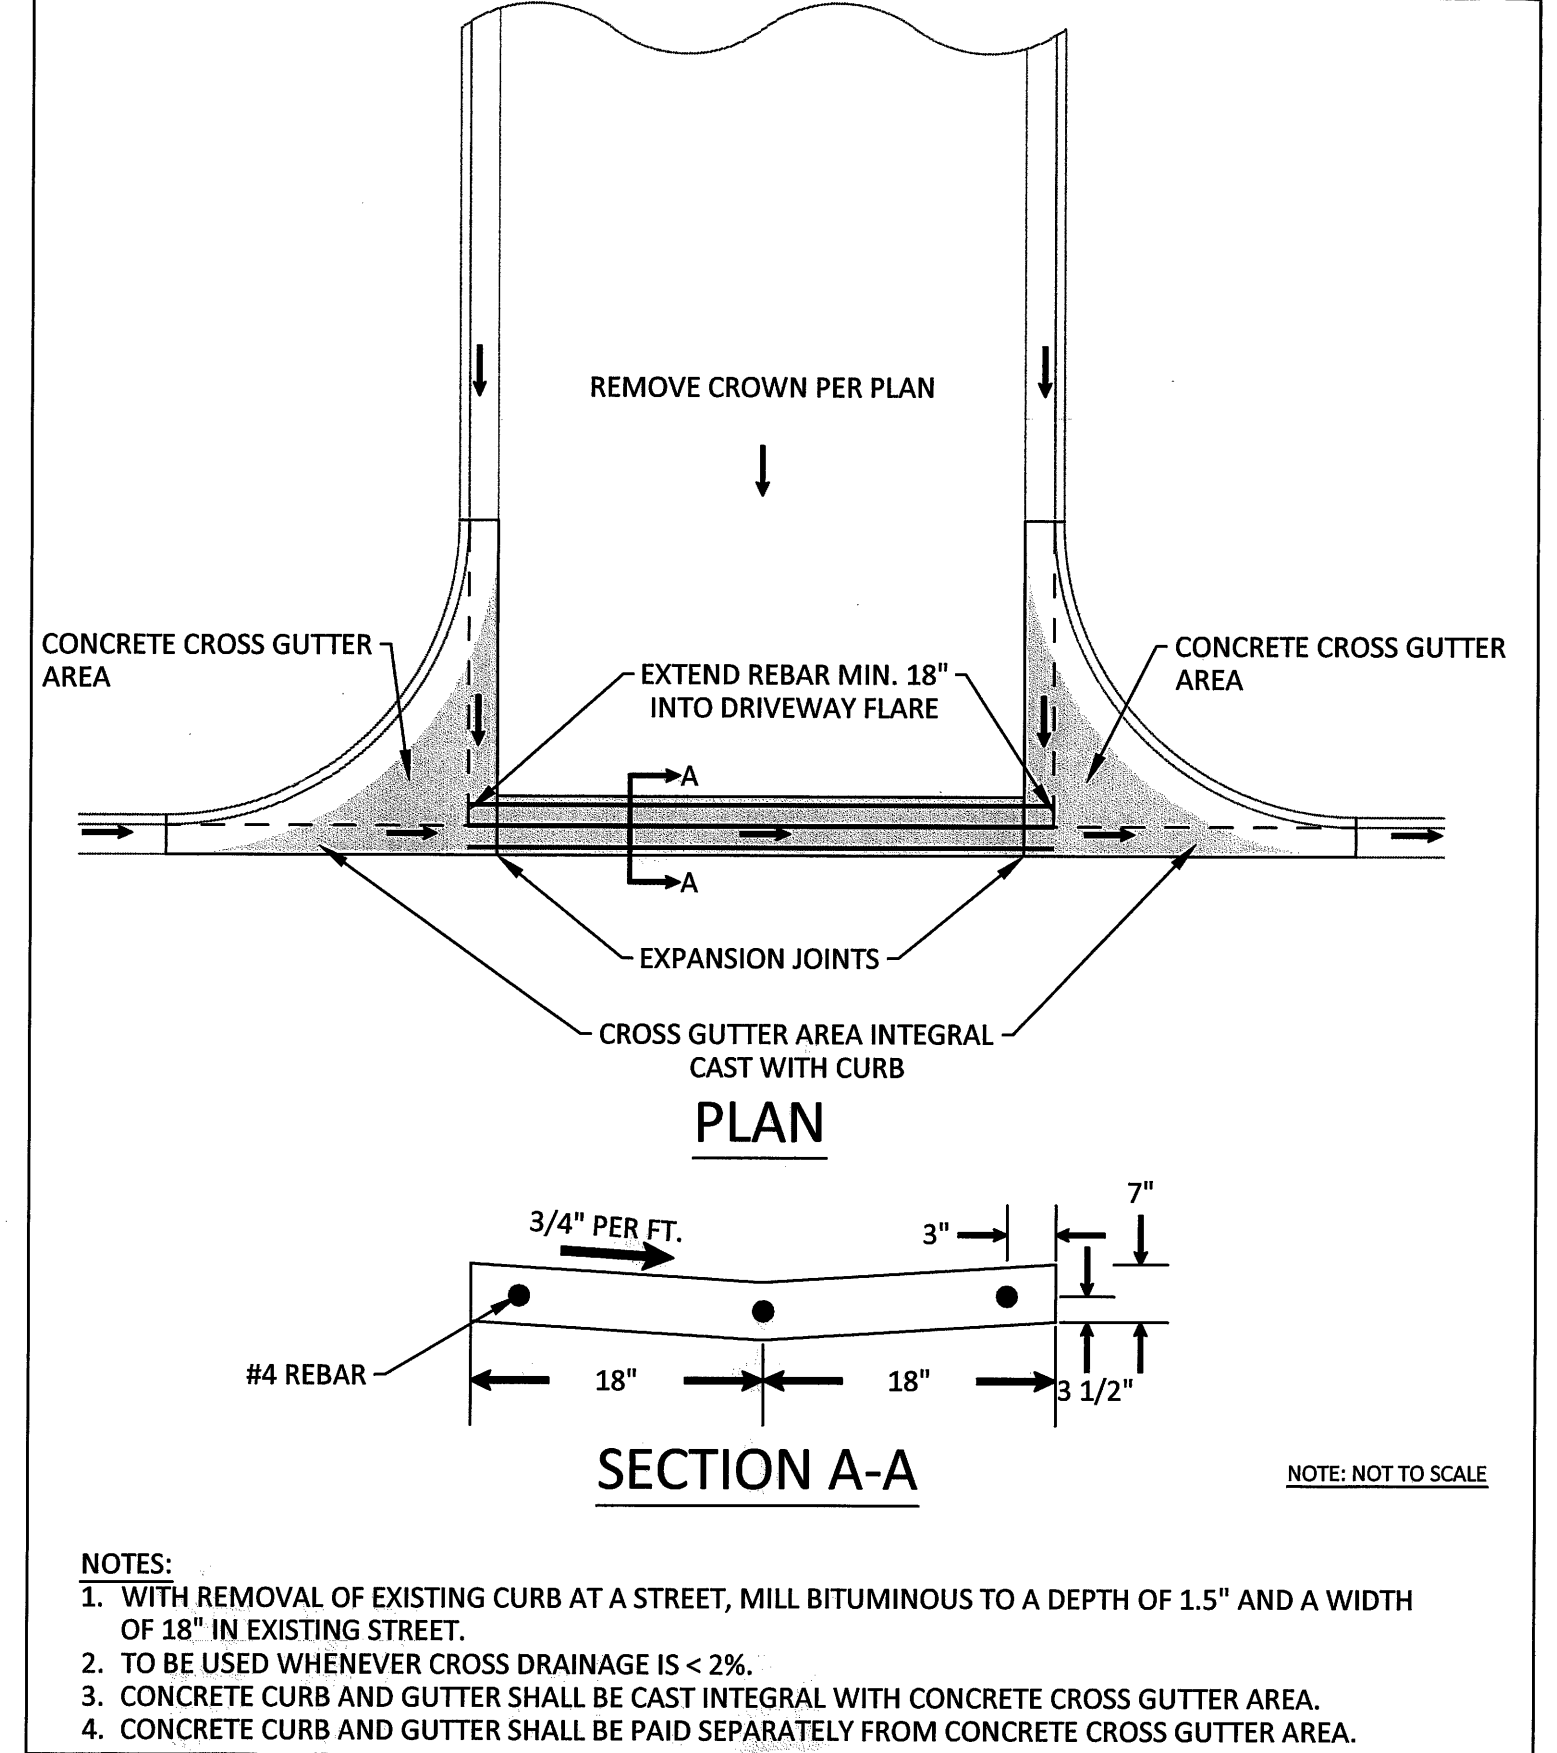 REMOVE CROWN PER PLAN
CONCRETE CROSS GUTTER
AREA
EXTEND REBAR MIN. 18"
INTO DRIVEWAY FLARE
CONCRETE CROSS GUTTER
AREA
A
A
EXPANSION JOINTS
CROSS GUTTER AREA INTEGRAL
CAST WITH CURB
PLAN
3/4" PER FT.
3"
7"
#4 REBAR
18"
18"
3 1/2"
SECTION A-A
NOTE: NOT TO SCALE
NOTES:
1. WITH REMOVAL OF EXISTING CURB AT A STREET, MILL BITUMINOUS TO A DEPTH OF 1.5" AND A WIDTH
OF 18" IN EXISTING STREET.
2. TO BE USED WHENEVER CROSS DRAINAGE IS < 2%.
3. CONCRETE CURB AND GUTTER SHALL BE CAST INTEGRAL WITH CONCRETE CROSS GUTTER AREA.
4. CONCRETE CURB AND GUTTER SHALL BE PAID SEPARATELY FROM CONCRETE CROSS GUTTER AREA.